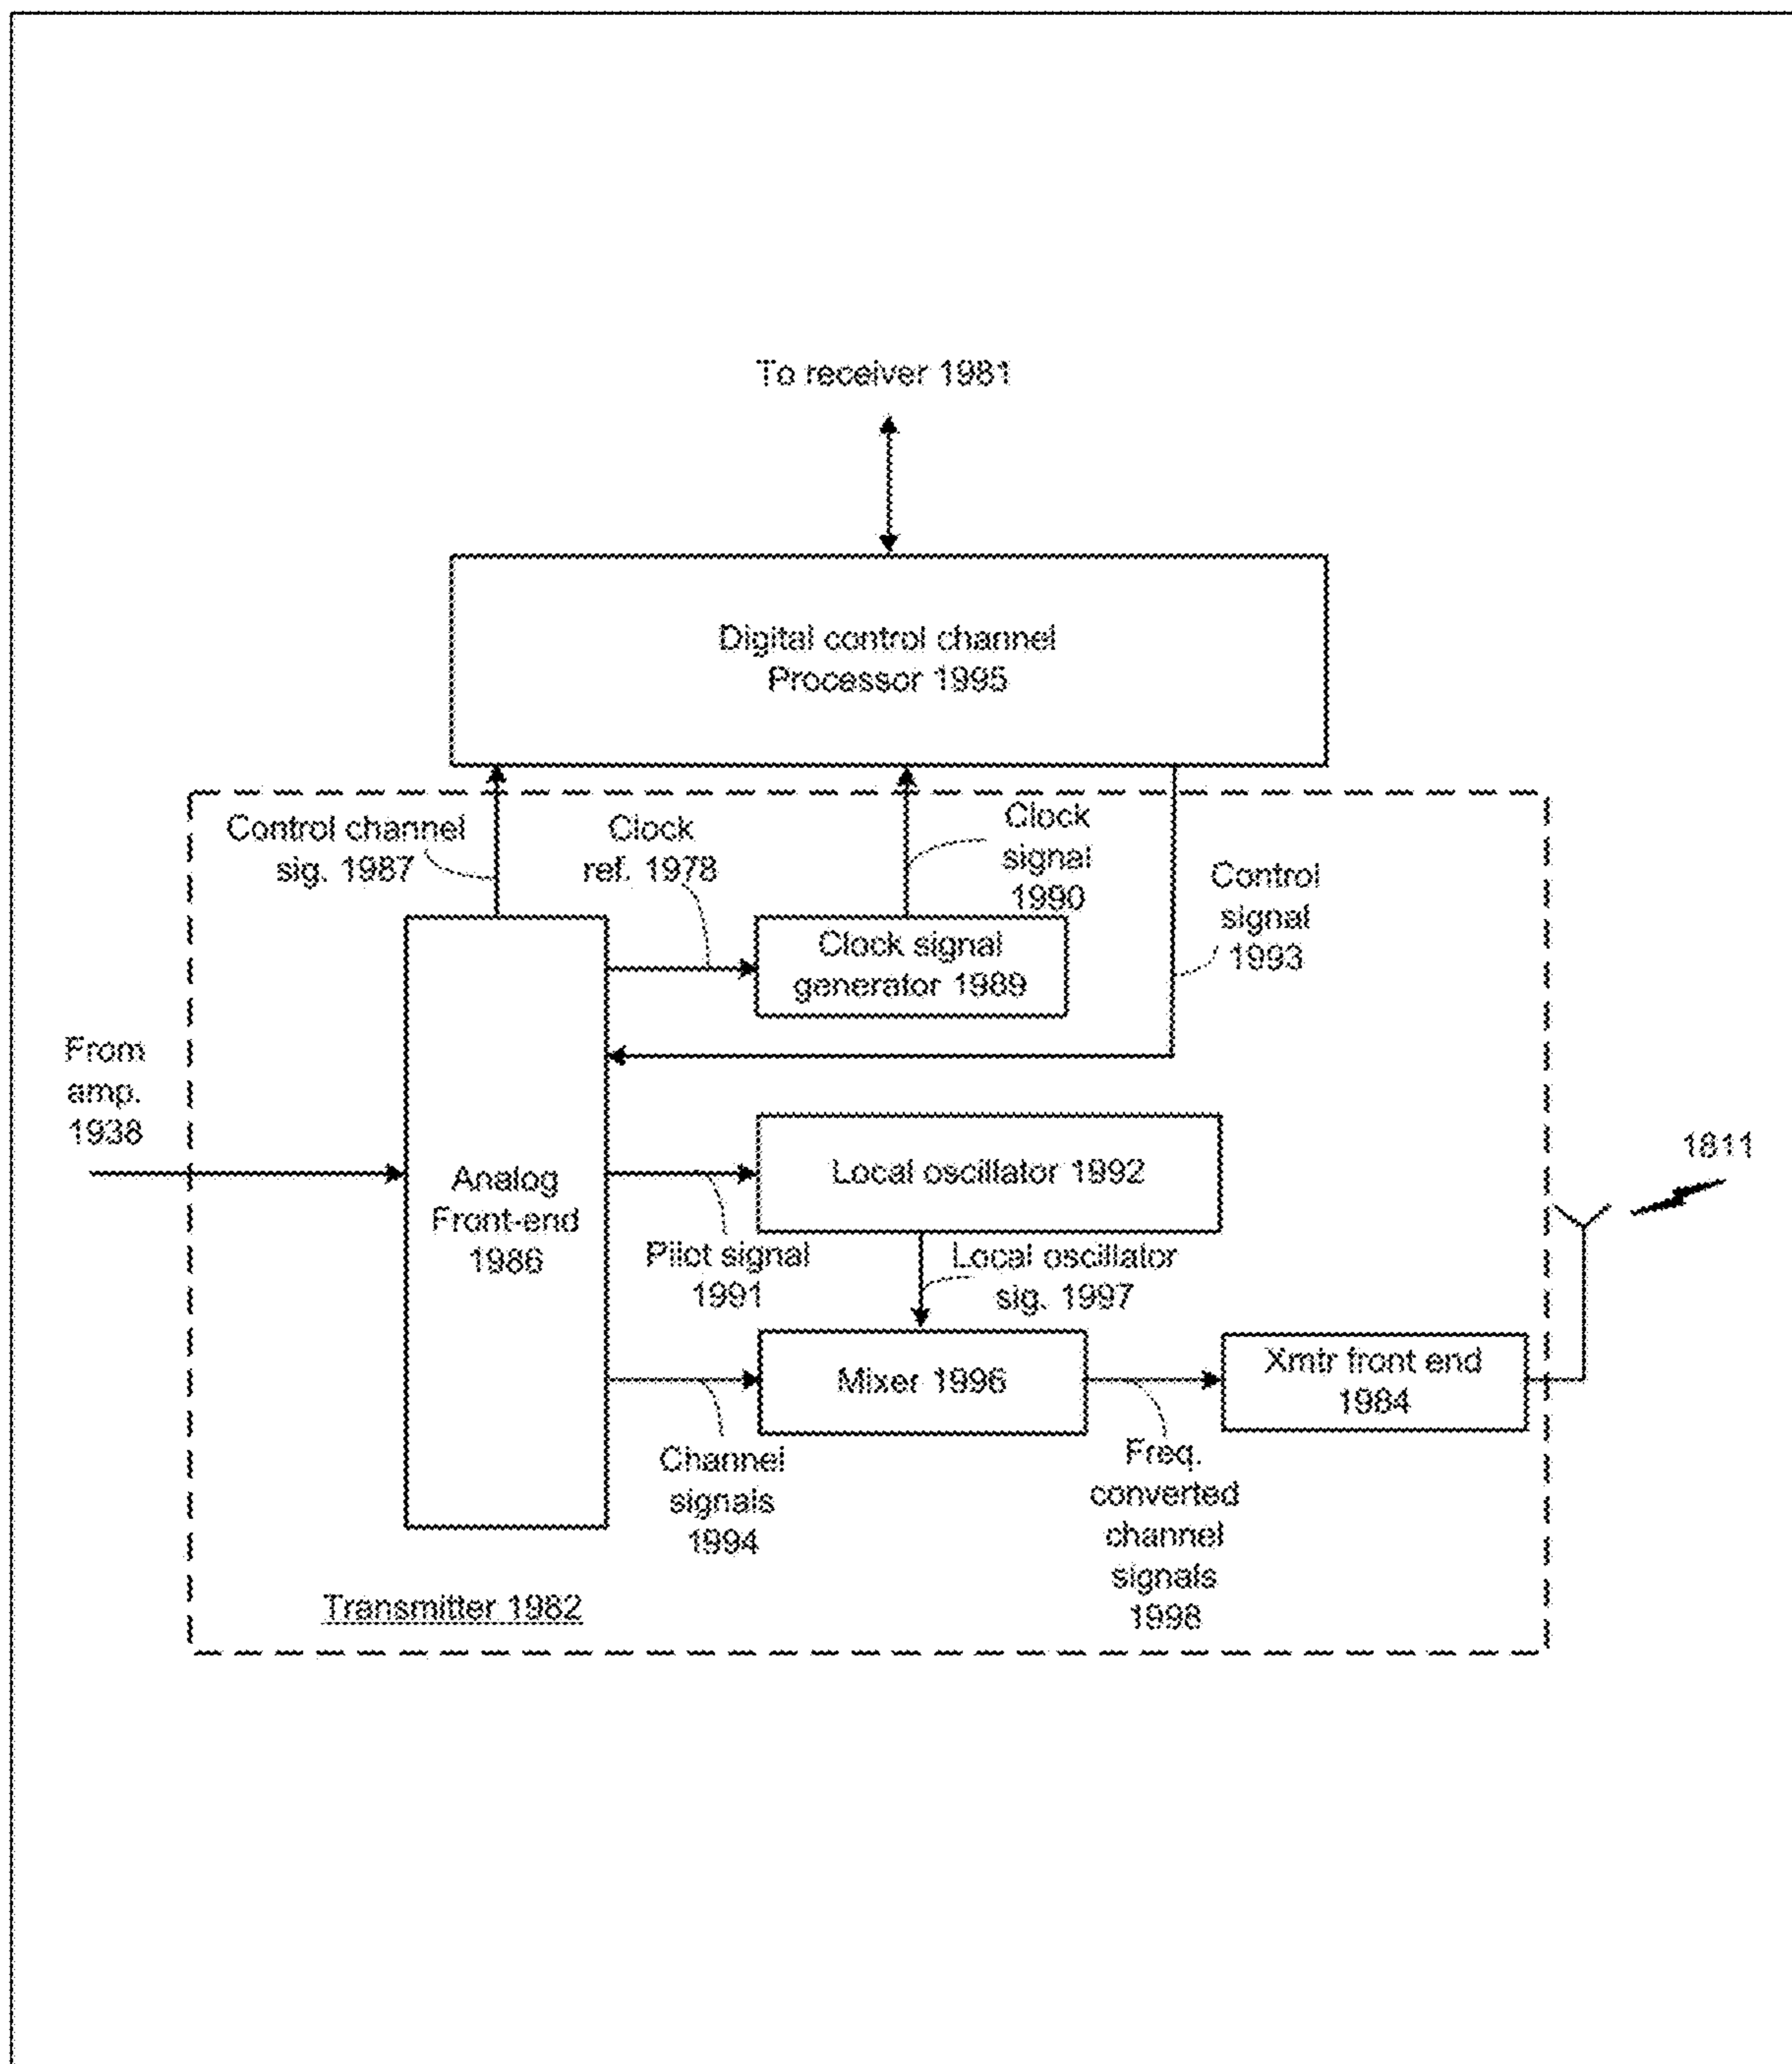 To receiver 1981
Digital control channel
Processor 1995
Control channel
sig. 1987
Clock
ref. 1978
Clock
signal
1990
Control
signal
1993
Clock signal
generator 1989
From
amp.
1938
Analog
Front-end
1986
Local oscillator 1992
1811
Pilot signal
1991
Local oscillator
sig. 1997
Mixer 1996
Xmtr front end
1984
Channel
signals
1994
Freq.
converted
channel
signals
1998
Transmitter 1982